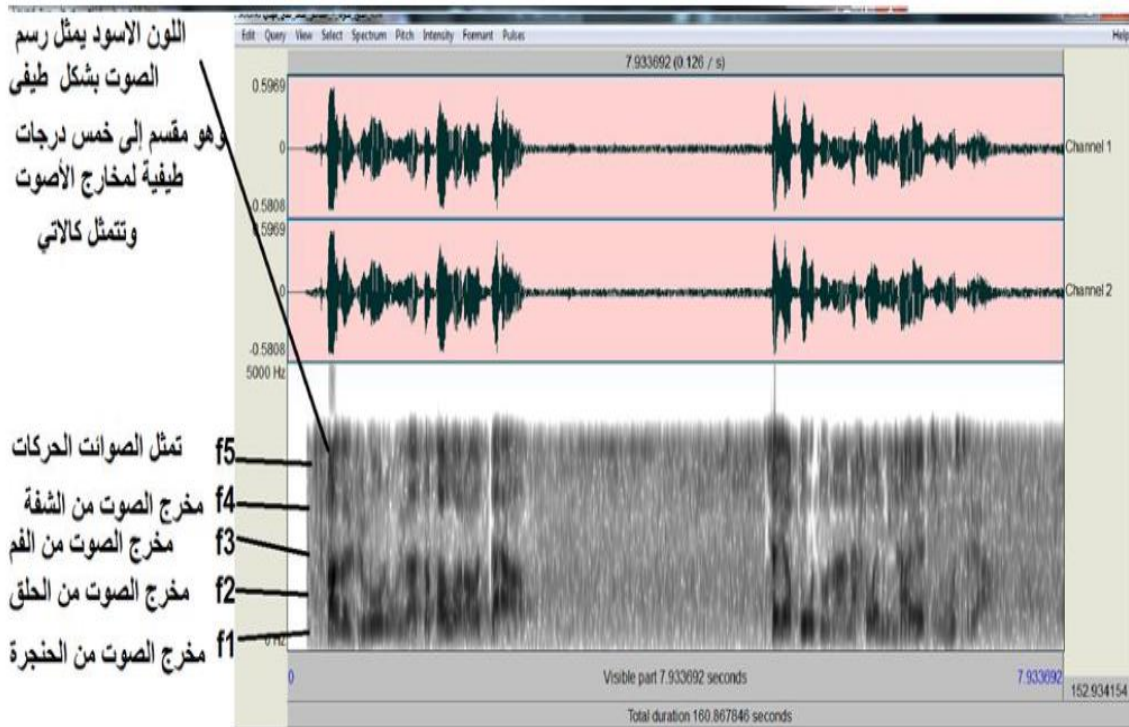 Edit Query View Select Spectrum Pitch Intensity Formant Pulses
Help
اللون الاسود يمثل رسم
الصوت بشكل طيفى
وهو مقسم إلى خمس درجات
طيفية لمخارج الأصوت
وتتمثل كالاتي
7.933692 (0.126 / s)
0.5969
0
0.5808
Channel 1
0.5969
0
-0.5808
Channel 2
5000 Hz
تمثل الصوائت الحركات f5
مخرج الصوت من الشفة f4
مخرج الصوت من الفم f3
مخرج الصوت من الحلق f2
مخرج الصوت من الحنجرة f1
0 Hz
0
Visible part 7.933692 seconds
7.933692
152.934154
Total duration 160.867846 seconds